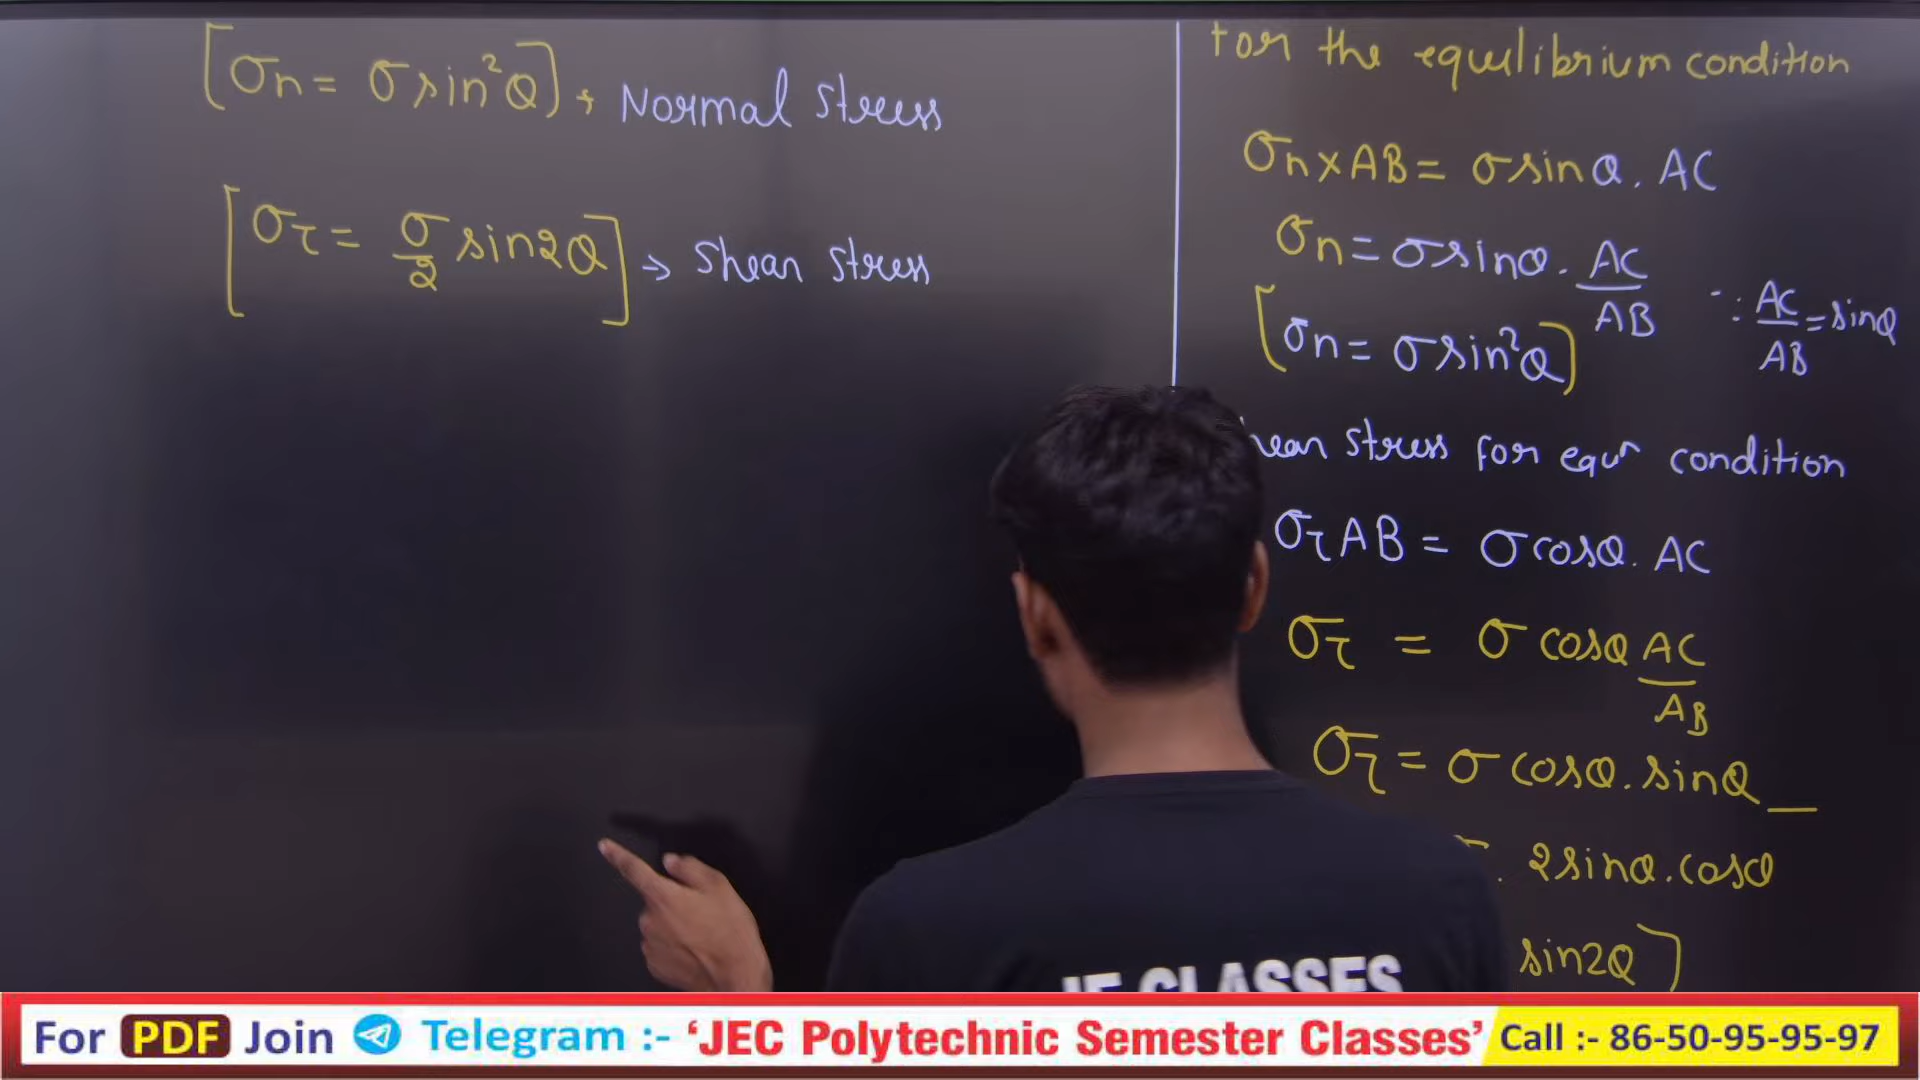 [σn = σ sin²θ] → Normal stress
[στ = σ/2 sin2θ] → shear stress
for the equilibrium condition
σn × AB = σ sinθ . AC
σn = σ sinθ . AC/AB
∵ AC/AB = sinθ
[σn = σ sin²θ]
hear stress for equn condition
στ AB = σ cosθ. AC
στ = σ cosθ AC/AB
στ = σ cosθ. sinθ _
. 2sinθ.cosθ
sin2θ]
JE CLASSES
For PDF Join Telegram :- ‘JEC Polytechnic Semester Classes’ Call :- 86-50-95-95-97